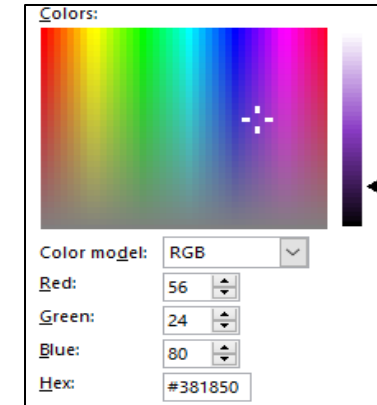 Colors:
Color model: RGB
Red: 56
Green: 24
Blue: 80
Hex: #381850